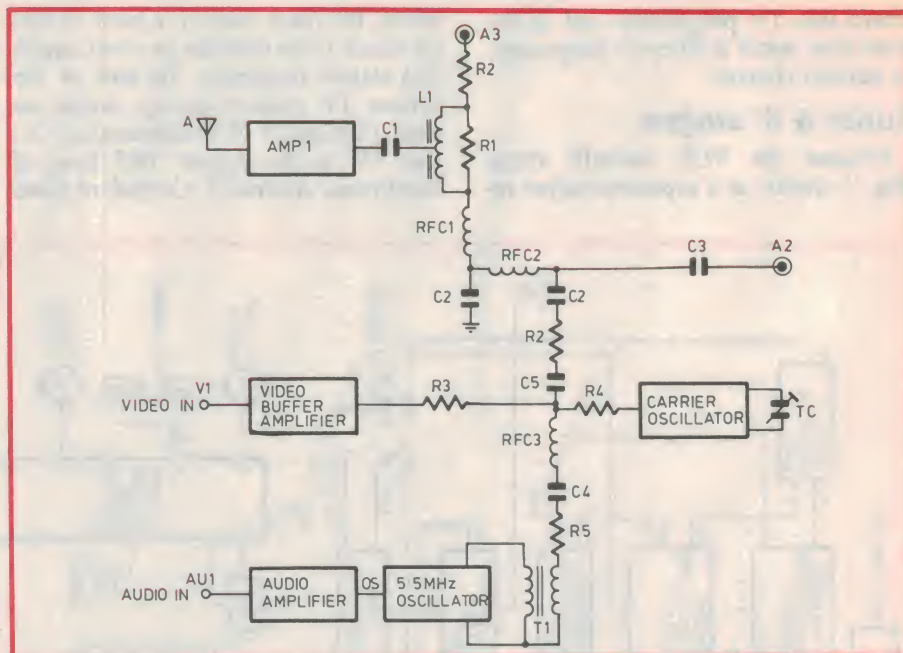 A3
R2
L1
A
AMP 1
C1
R1
RFC1
RFC2
C3
A2
C2
C2
R2
V1
VIDEO IN
VIDEO
BUFFER
AMPLIFIER
R3
C5
R4
CARRIER
OSCILLATOR
TC
RFC3
C4
R5
AU1
AUDIO IN
AUDIO
AMPLIFIER
OS
5·5MHz
OSCILLATOR
T1